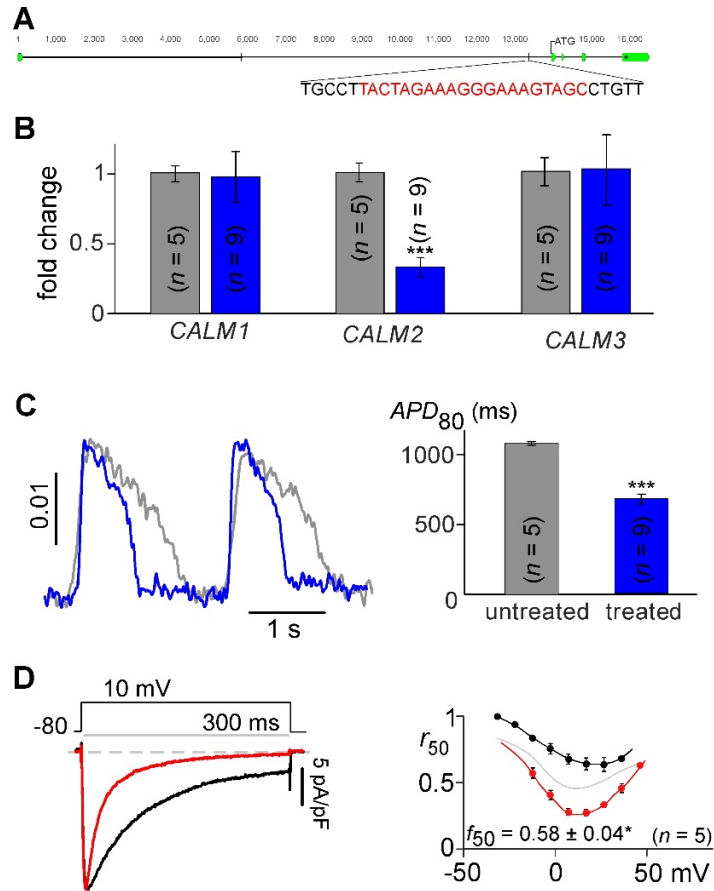 A
1 1,000 2,000 3,000 4,000 5,000 6,000 7,000 8,000 9,000 10,000 11,000 12,000 13,000 ATG 15,000 16,000
TGCCTTACTAGAAAGGGAAAGTAGCCCTGTT
B
fold change
1
0.5
0
(n = 5)
(n = 9)
(n = 5)
(n = 9)
***
(n = 5)
(n = 9)
CALM1 CALM2 CALM3
C
0.01
1 s
APD80 (ms)
1000
500
0
(n = 5)
***
(n = 9)
untreated treated
D
10 mV
-80
300 ms
5 pA/pF
r50
1
0.5
0
f50 = 0.58 ± 0.04* (n = 5)
-50 0 50 mV